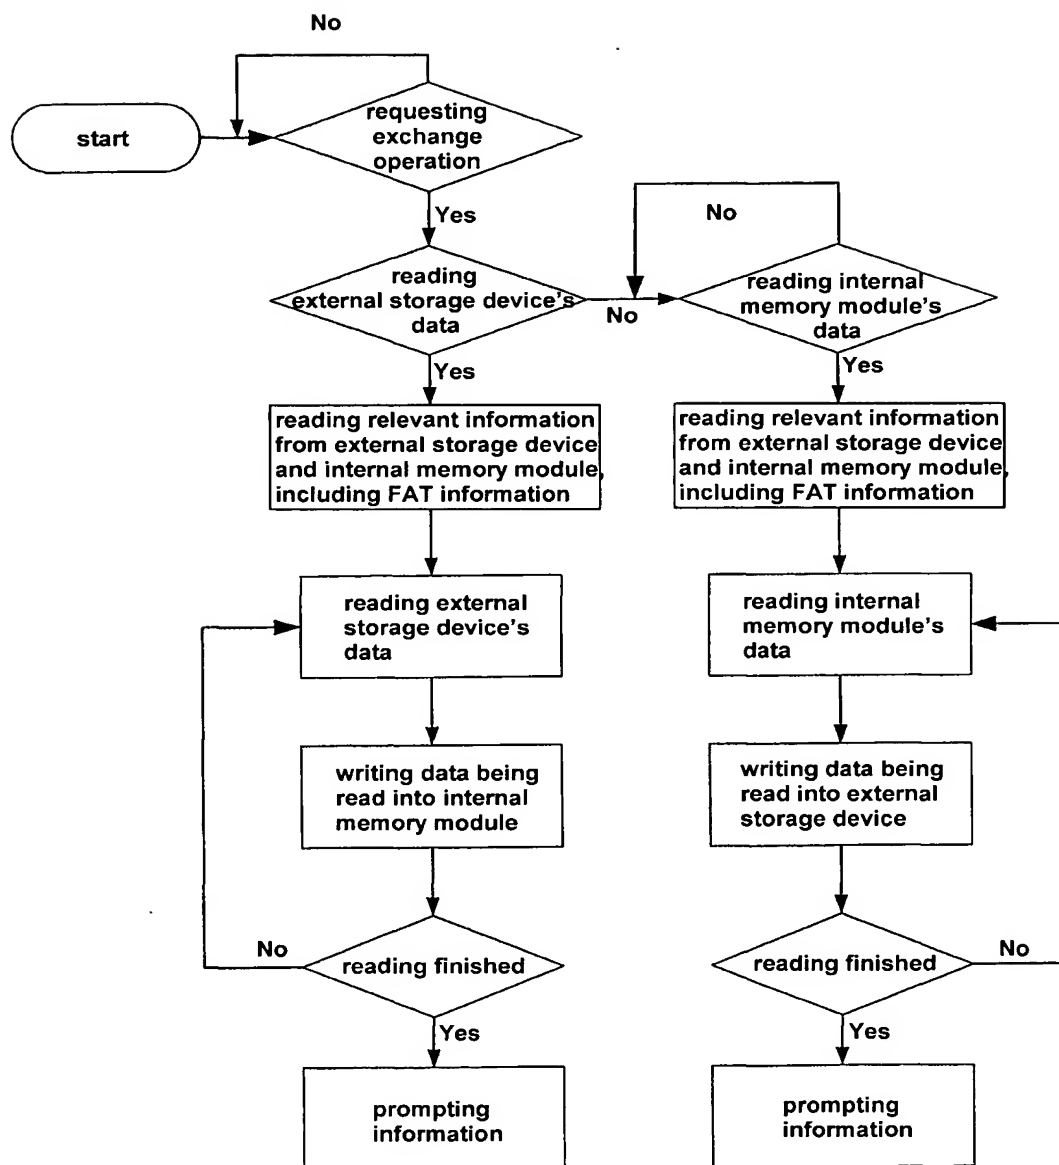 No
start
requesting
exchange
operation
Yes
No
reading
external storage device's
data
No
reading internal
memory module's
data
Yes
Yes
reading relevant information
from external storage device
and internal memory module,
including FAT information
reading relevant information
from external storage device
and internal memory module,
including FAT information
reading external
storage device's
data
reading internal
memory module's
data
writing data being
read into internal
memory module
writing data being
read into external
storage device
No
reading finished
reading finished
No
Yes
Yes
prompting
information
prompting
information